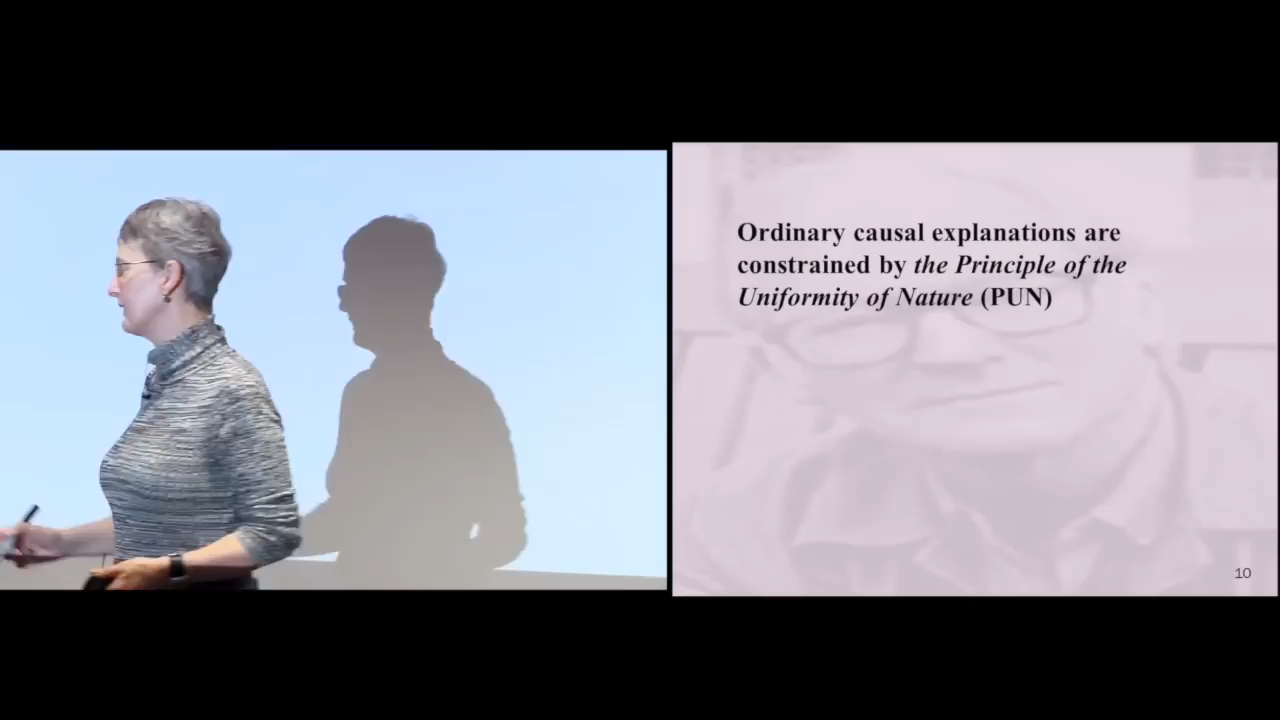 Ordinary causal explanations are
constrained by the Principle of the
Uniformity of Nature (PUN)
10